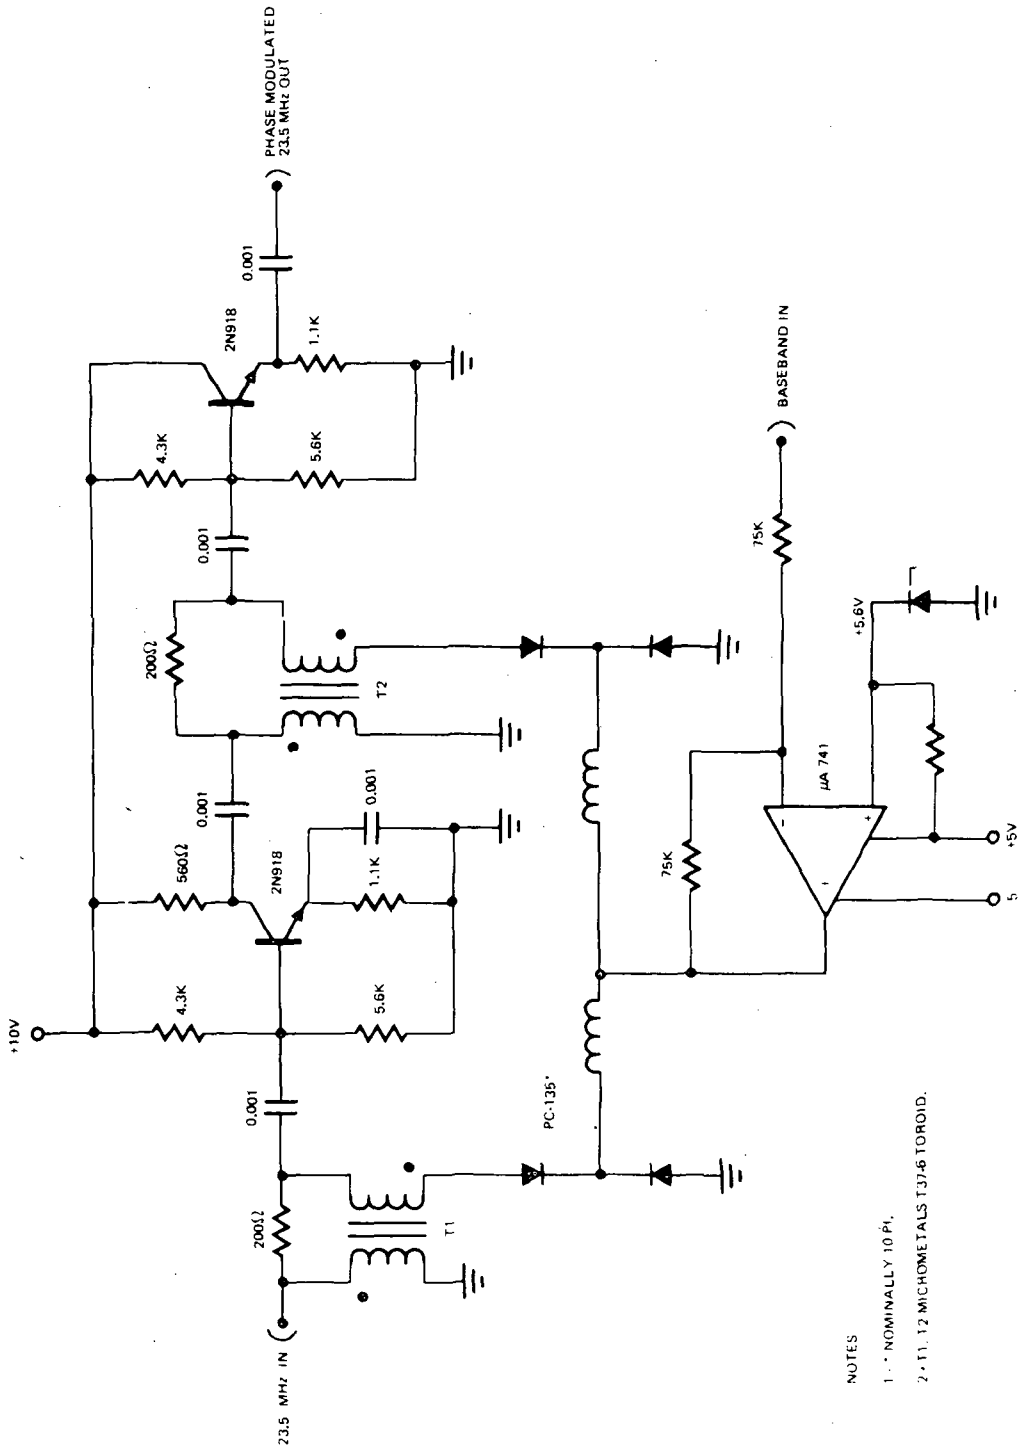 +10V
PHASE MODULATED
23.5 MHz OUT
0.001
2N918
1.1K
4.3K
5.6K
0.001
200Ω
T2
0.001
560Ω
2N918
0.001
1.1K
4.3K
5.6K
0.001
200Ω
T1
23.5 MHz IN
PC-135*
BASEBAND IN
75K
75K
μA 741
−
+
+
+5.6V
+5V
5
NOTES
1 · * NOMINALLY 10 Pf.
2 · T1, T2 MICROMETALS T37-6 TOROID.